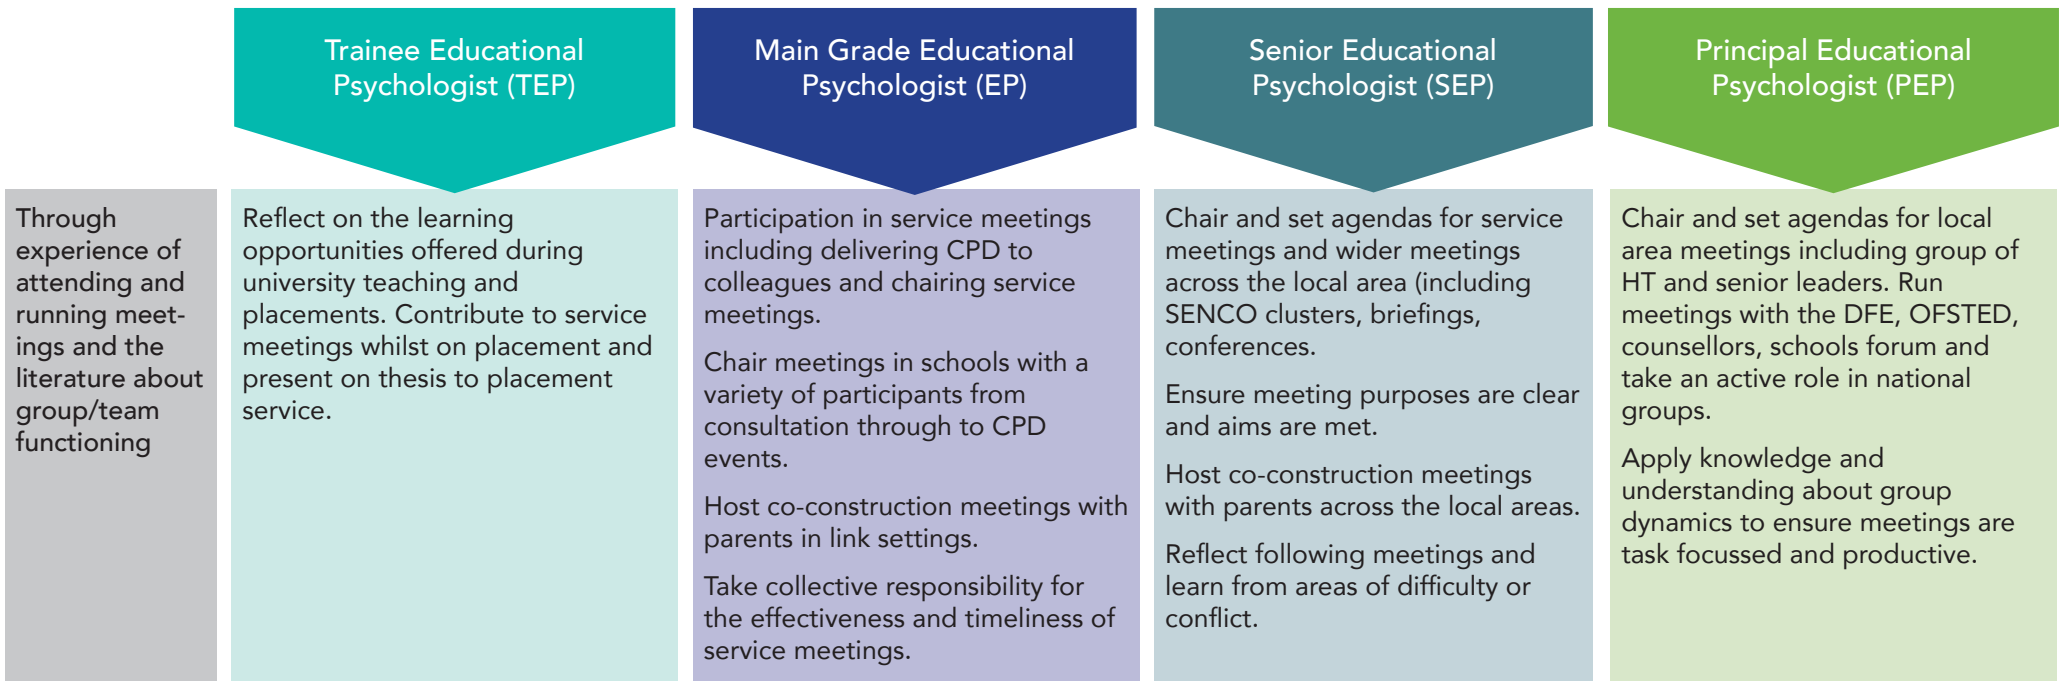 Trainee Educational
Psychologist (TEP)
Main Grade Educational
Psychologist (EP)
Senior Educational
Psychologist (SEP)
Principal Educational
Psychologist (PEP)
Through
experience of
attending and
running meet-
ings and the
literature about
group/team
functioning
Reflect on the learning
opportunities offered during
university teaching and
placements. Contribute to service
meetings whilst on placement and
present on thesis to placement
service.
Participation in service meetings
including delivering CPD to
colleagues and chairing service
meetings.
Chair meetings in schools with a
variety of participants from
consultation through to CPD
events.
Host co-construction meetings with
parents in link settings.
Take collective responsibility for
the effectiveness and timeliness of
service meetings.
Chair and set agendas for service
meetings and wider meetings
across the local area (including
SENCO clusters, briefings,
conferences.
Ensure meeting purposes are clear
and aims are met.
Host co-construction meetings
with parents across the local areas.
Reflect following meetings and
learn from areas of difficulty or
conflict.
Chair and set agendas for local
area meetings including group of
HT and senior leaders. Run
meetings with the DFE, OFSTED,
counsellors, schools forum and
take an active role in national
groups.
Apply knowledge and
understanding about group
dynamics to ensure meetings are
task focussed and productive.